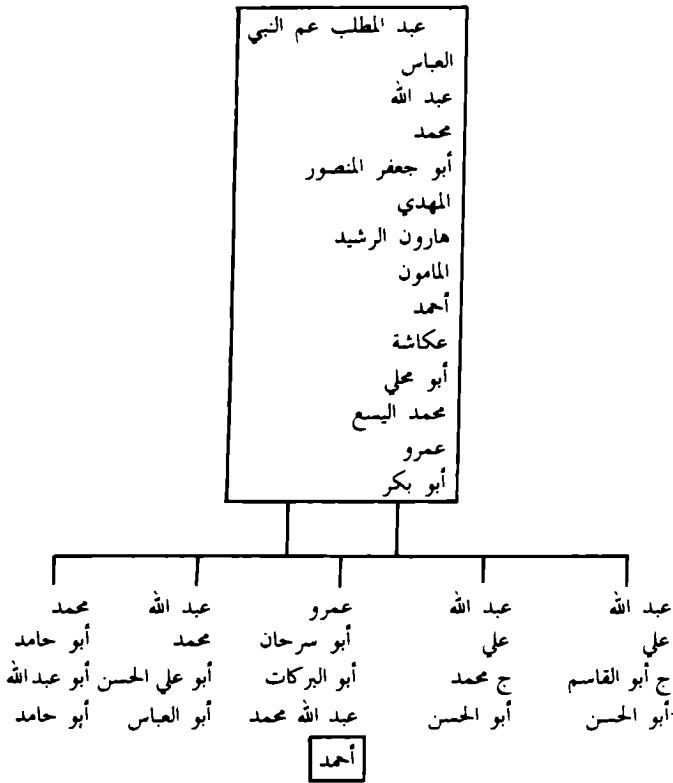 عبد المطلب عم النبي
العباس
عبد الله
محمد
أبو جعفر المنصور
المهدي
هارون الرشيد
المامون
أحمد
عكاشة
أبو محلي
محمد اليسع
عمرو
أبو بكر
عبد الله عبد الله عمرو عبد الله محمد
علي علي أبو سرحان محمد أبو حامد
ج أبو القاسم ج محمد أبو البركات أبو علي الحسن أبو عبدالله
أبو الحسن أبو الحسن عبد الله محمد أبو العباس أبو حامد
أحمد